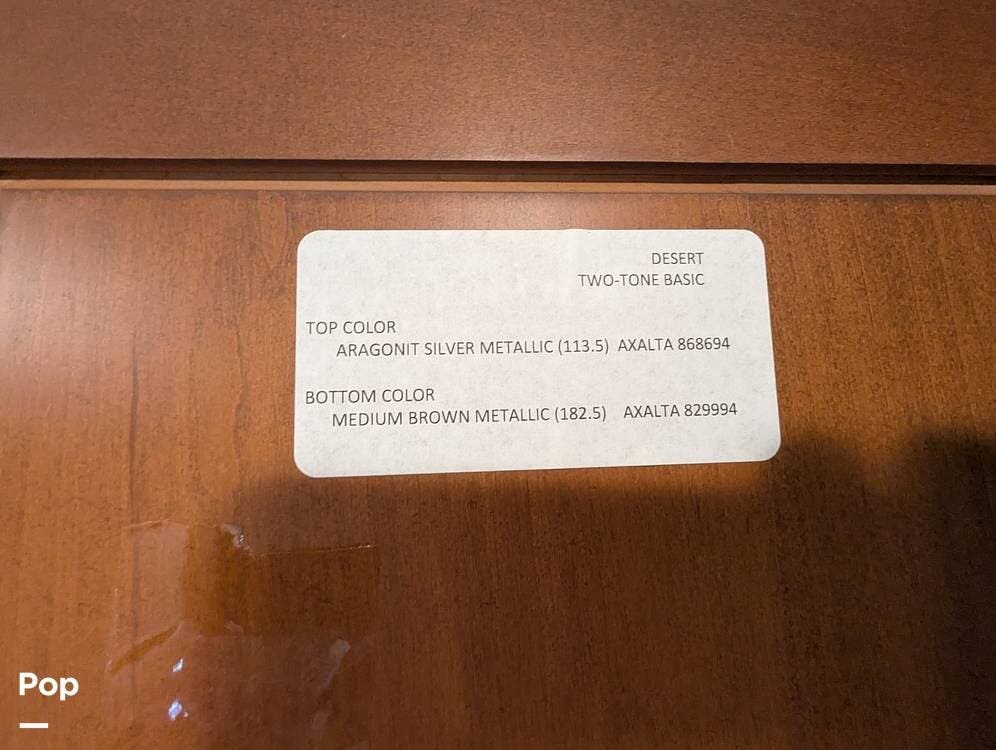 DESERT
TWO-TONE BASIC
TOP COLOR
ARAGONIT SILVER METALLIC (113.5) AXALTA 868694
BOTTOM COLOR
MEDIUM BROWN METALLIC (182.5) AXALTA 829994
Pop